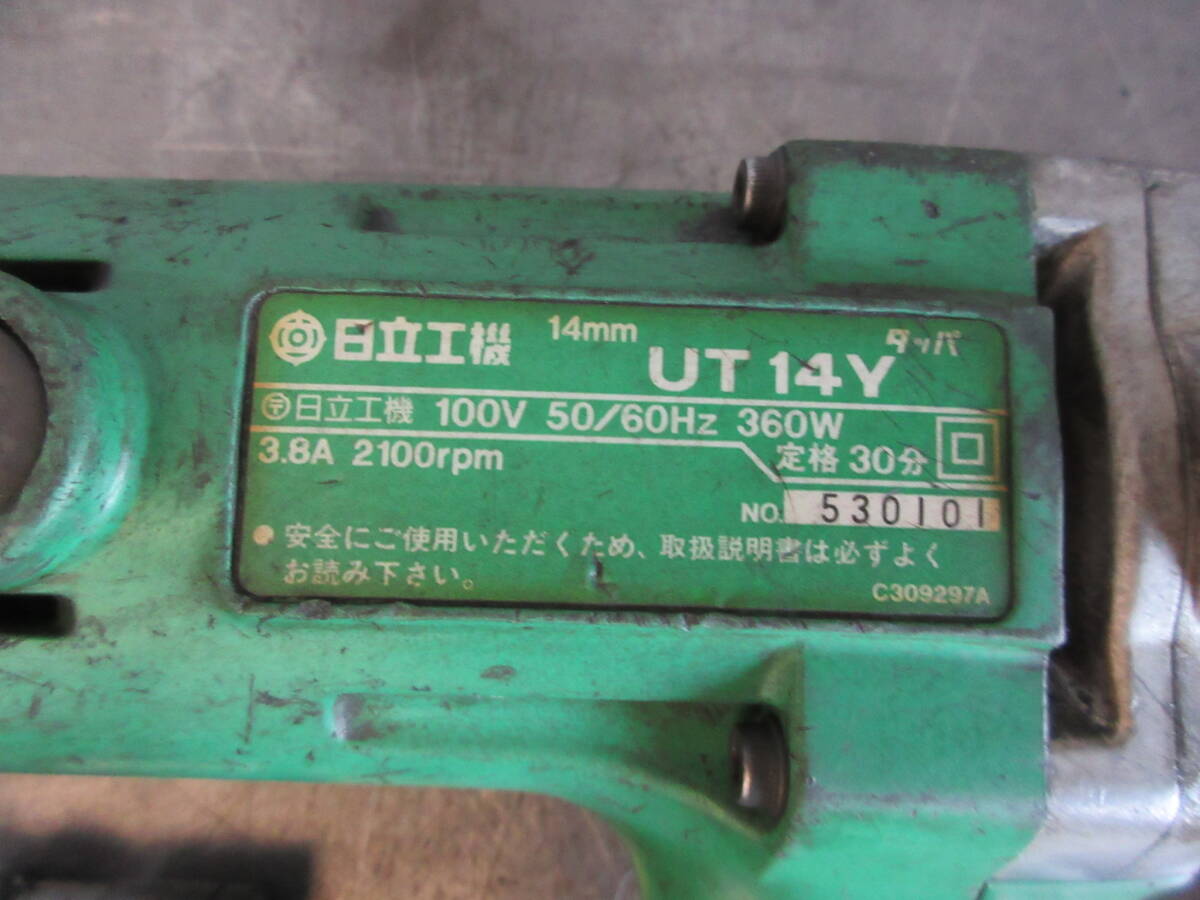 日立工機 14mm UT 14Y タッパ
〶日立工機 100V 50/60Hz 360W
3.8A 2100rpm 定格 30分
NO. 530101
● 安全にご使用いただくため、取扱説明書は必ずよく
お読み下さい。
C309297A